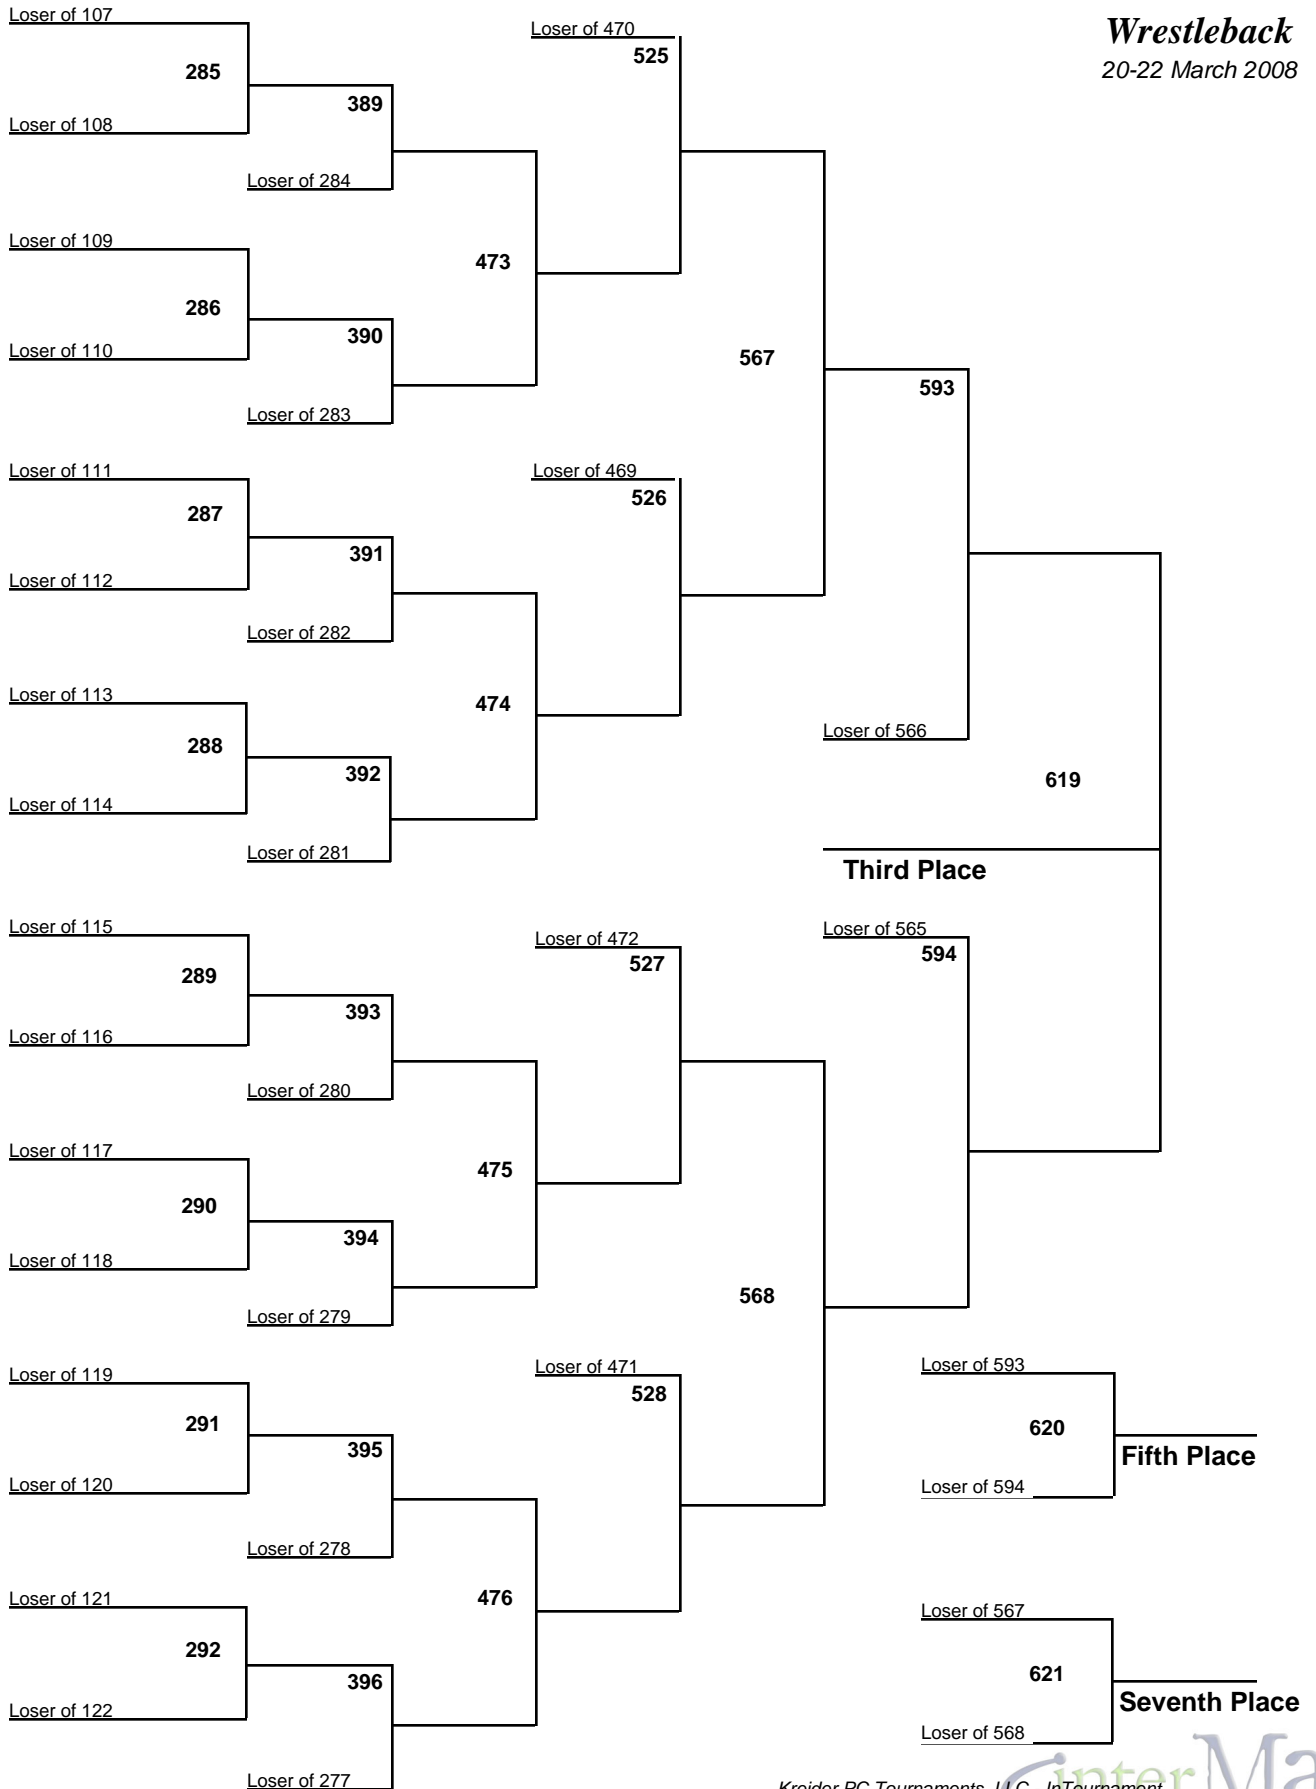 Loser of 107
Loser of 470
Wrestleback
525
20-22 March 2008
285
389
Loser of 108
Loser of 284
Loser of 109
473
286
390
Loser of 110
567
593
Loser of 283
Loser of 111
Loser of 469
526
287
391
Loser of 112
Loser of 282
Loser of 113
474
Loser of 566
288
392
619
Loser of 114
Loser of 281
Third Place
Loser of 115
Loser of 472
Loser of 565
594
527
289
393
Loser of 116
Loser of 280
Loser of 117
475
290
394
Loser of 118
568
Loser of 279
Loser of 593
Loser of 471
Loser of 119
528
291
620
395
Fifth Place
Loser of 120
Loser of 594
Loser of 278
Loser of 121
476
Loser of 567
292
621
396
Seventh Place
Loser of 122
Loser of 568
interMa
Loser of 277
Kreider PC Tournaments, LLC - InTournament